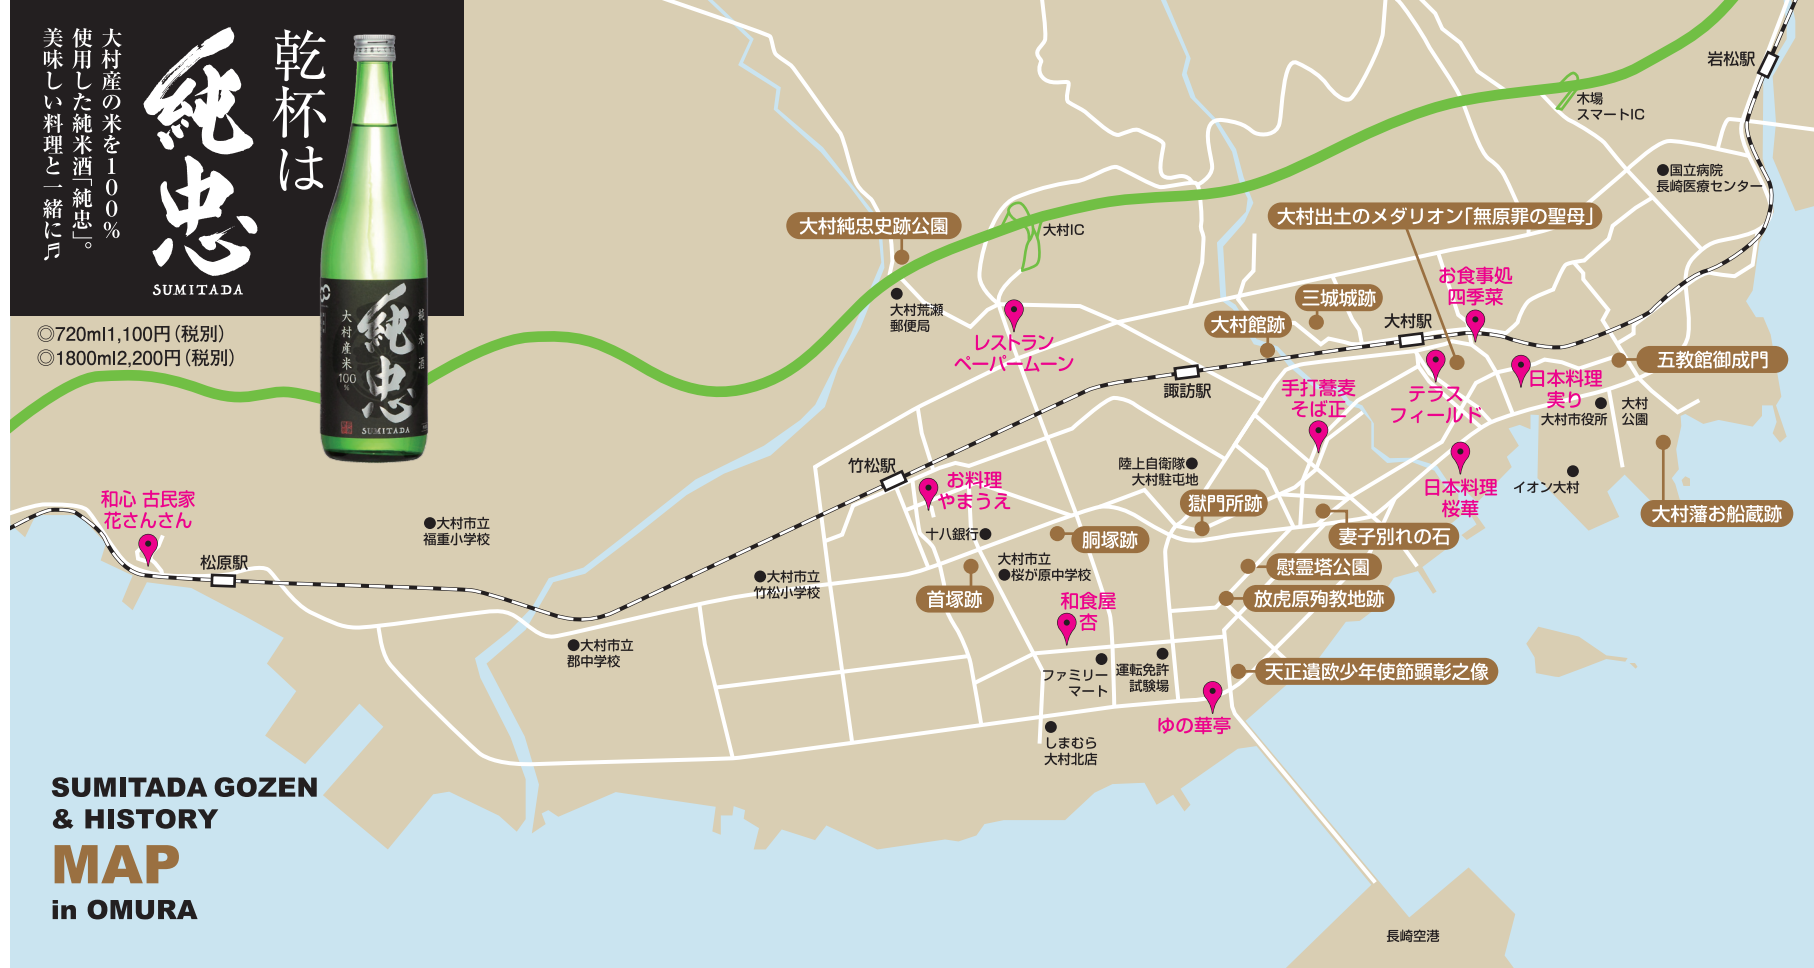 乾杯は
純忠
SUMITADA
大村産の米を100%
使用した純米酒「純忠」。
美味しい料理と一緒に♬
純米酒
純忠
大村産米
100
%
SUMITADA
◎720ml1,100円（税別）
◎1800ml2,200円（税別）
岩松駅
木場
スマートIC
●国立病院
長崎医療センター
大村純忠史跡公園
大村IC
大村出土のメダリオン「無原罪の聖母」
お食事処
四季菜
大村荒瀬
郵便局
三城城跡
大村館跡
大村駅
レストラン
ペーパームーン
諏訪駅
五教館御成門
手打蕎麦
そば正
テラス
フィールド
日本料理
実り
大村市役所
大村
公園
竹松駅
お料理
やまうえ
陸上自衛隊●
大村駐屯地
日本料理
桜華
イオン大村
大村藩お船蔵跡
和心 古民家
花さんさん
●大村市立
福重小学校
獄門所跡
妻子別れの石
十八銀行●
胴塚跡
松原駅
大村市立
●桜が原中学校
慰霊塔公園
●大村市立
竹松小学校
首塚跡
放虎原殉教地跡
和食屋
杏
●大村市立
郡中学校
ファミリー
マート
運転免許
試験場
天正遣欧少年使節顕彰之像
ゆの華亭
しまむら
大村北店
SUMITADA GOZEN
& HISTORY
MAP
in OMURA
長崎空港